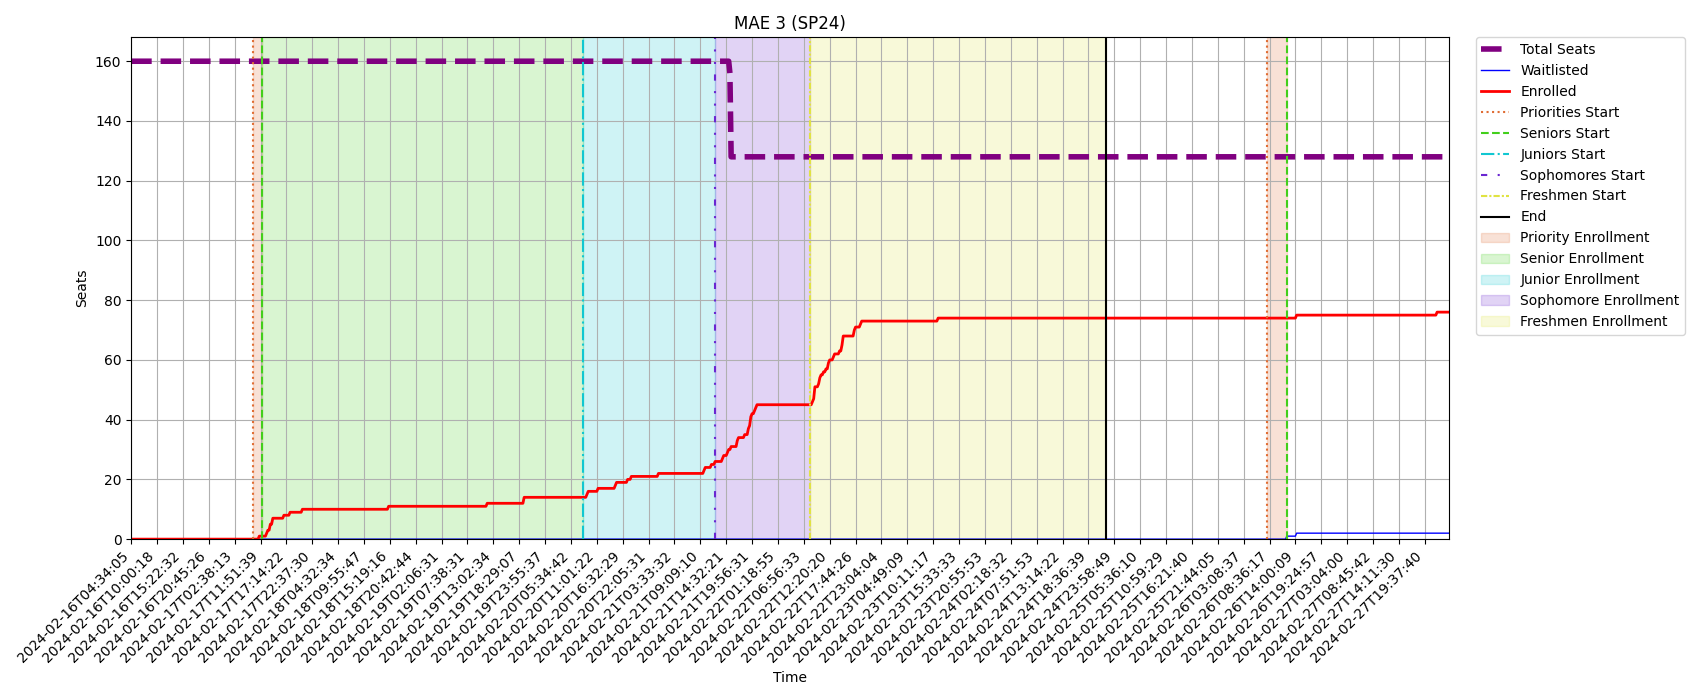 MAE 3 (SP24)
Seats
160
140
120
100
80
60
40
20
0
2024-02-16T04:34:05
2024-02-16T10:00:18
2024-02-16T15:22:32
2024-02-16T20:45:26
2024-02-17T02:38:13
2024-02-17T11:51:39
2024-02-17T17:14:22
2024-02-17T22:37:30
2024-02-18T04:32:34
2024-02-18T09:55:47
2024-02-18T15:19:16
2024-02-18T20:42:44
2024-02-19T02:06:31
2024-02-19T07:38:31
2024-02-19T13:02:34
2024-02-19T18:29:07
2024-02-19T23:55:37
2024-02-20T05:34:42
2024-02-20T11:01:22
2024-02-20T16:32:29
2024-02-20T22:05:31
2024-02-21T03:33:32
2024-02-21T09:09:10
2024-02-21T14:32:21
2024-02-21T19:56:31
2024-02-22T01:18:55
2024-02-22T06:56:33
2024-02-22T12:20:20
2024-02-22T17:44:26
2024-02-22T23:04:04
2024-02-23T04:49:09
2024-02-23T10:11:17
2024-02-23T15:33:33
2024-02-23T20:55:53
2024-02-24T02:18:32
2024-02-24T07:51:53
2024-02-24T13:14:22
2024-02-24T18:36:39
2024-02-24T23:58:49
2024-02-25T05:36:10
2024-02-25T10:59:29
2024-02-25T16:21:40
2024-02-25T21:44:05
2024-02-26T03:08:37
2024-02-26T08:36:17
2024-02-26T14:00:09
2024-02-26T19:24:57
2024-02-27T03:04:00
2024-02-27T08:45:42
2024-02-27T14:11:30
2024-02-27T19:37:40
Time
Total Seats
Waitlisted
Enrolled
Priorities Start
Seniors Start
Juniors Start
Sophomores Start
Freshmen Start
End
Priority Enrollment
Senior Enrollment
Junior Enrollment
Sophomore Enrollment
Freshmen Enrollment